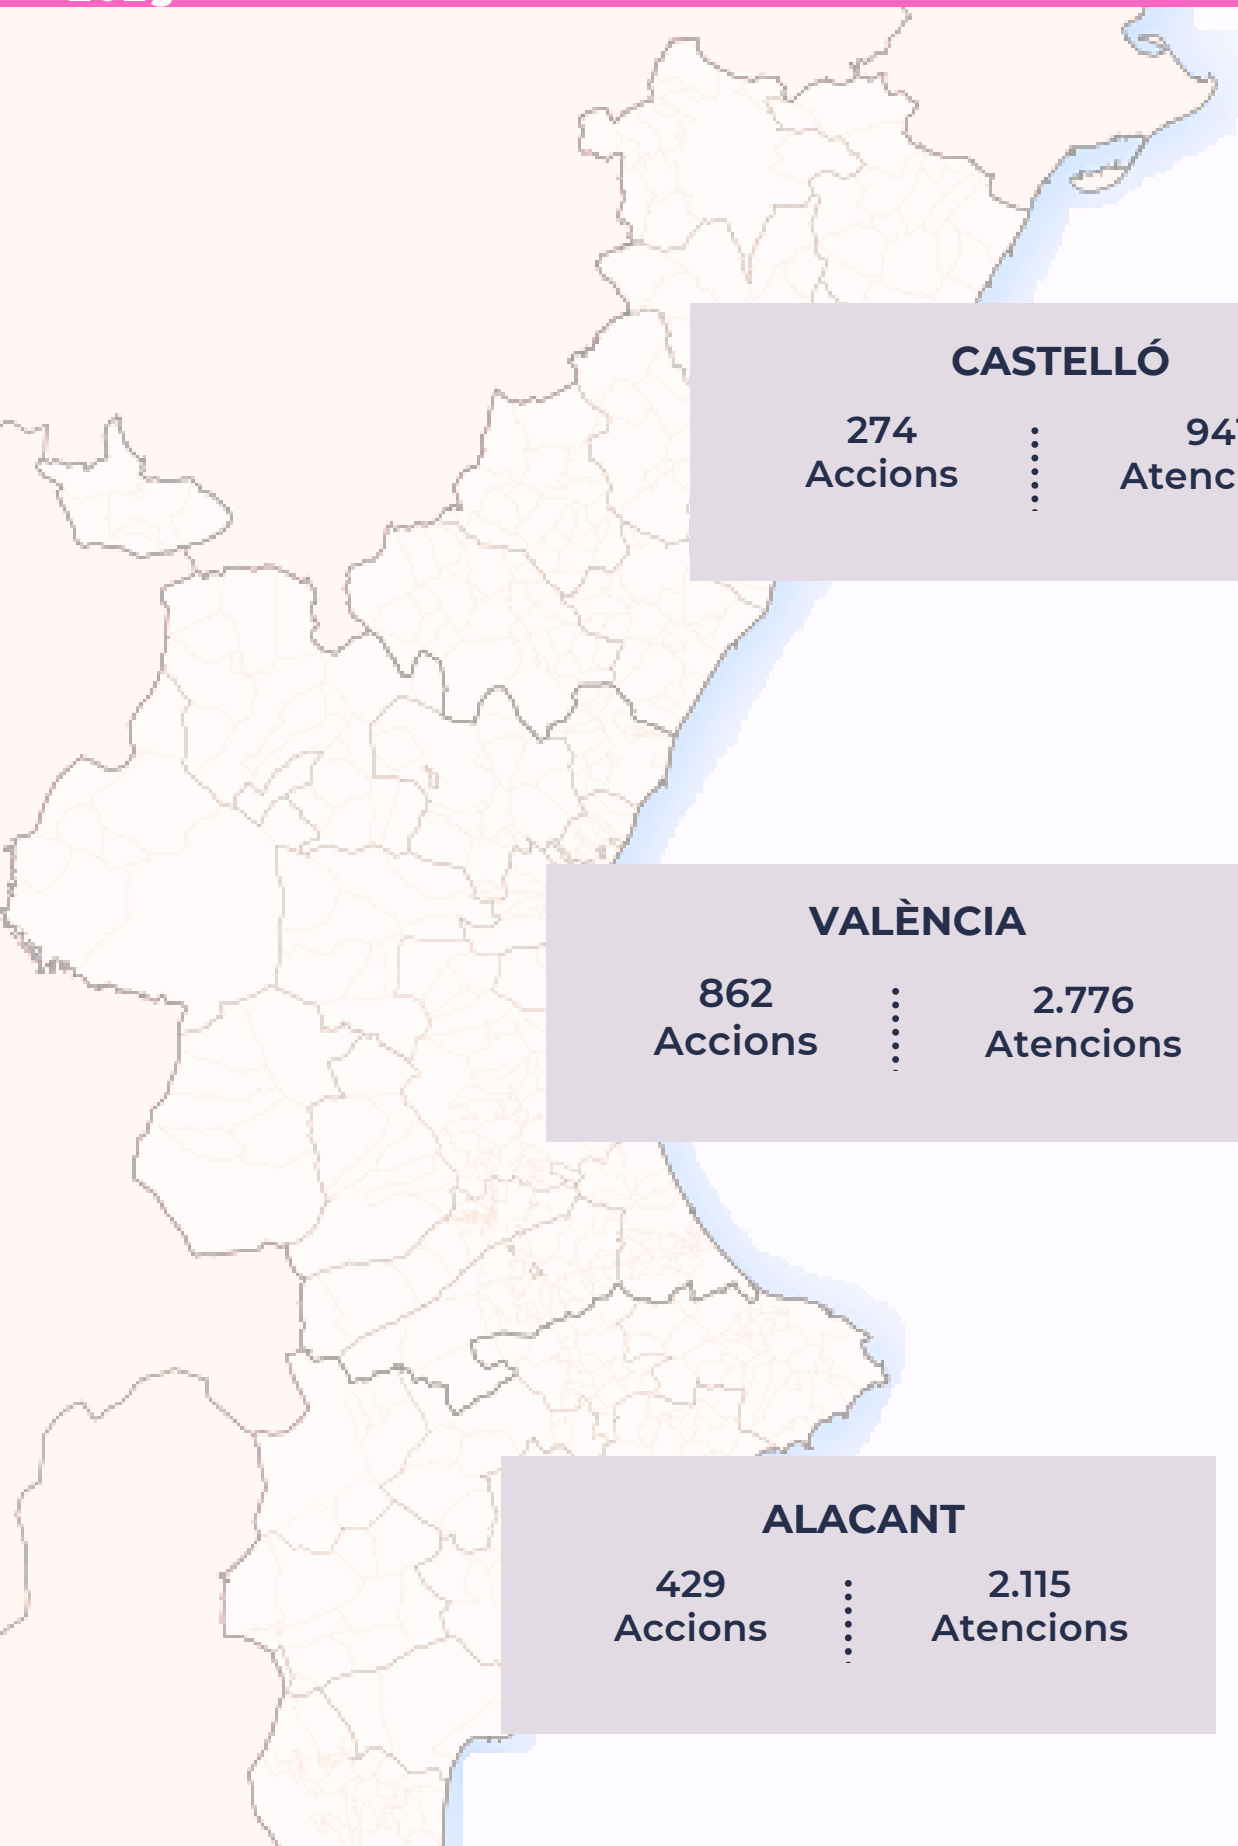 CASTELLÓ
274
Accions
VALÈNCIA
862
Accions
2.776
Atencions
ALACANT
429
Accions
2.115
Atencions